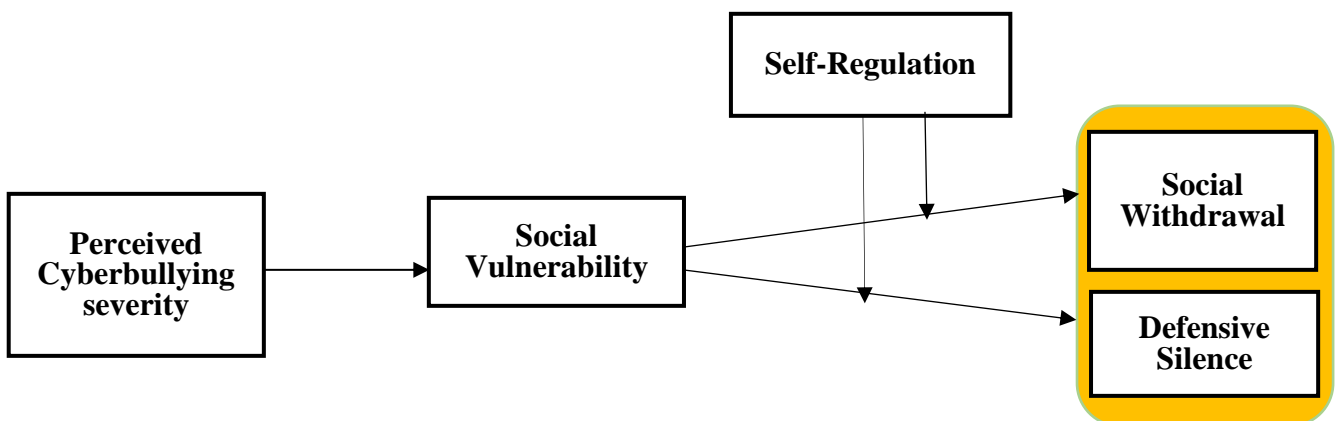 Self-Regulation
Perceived
Cyberbullying
severity
Social
Vulnerability
Social
Withdrawal
Defensive
Silence